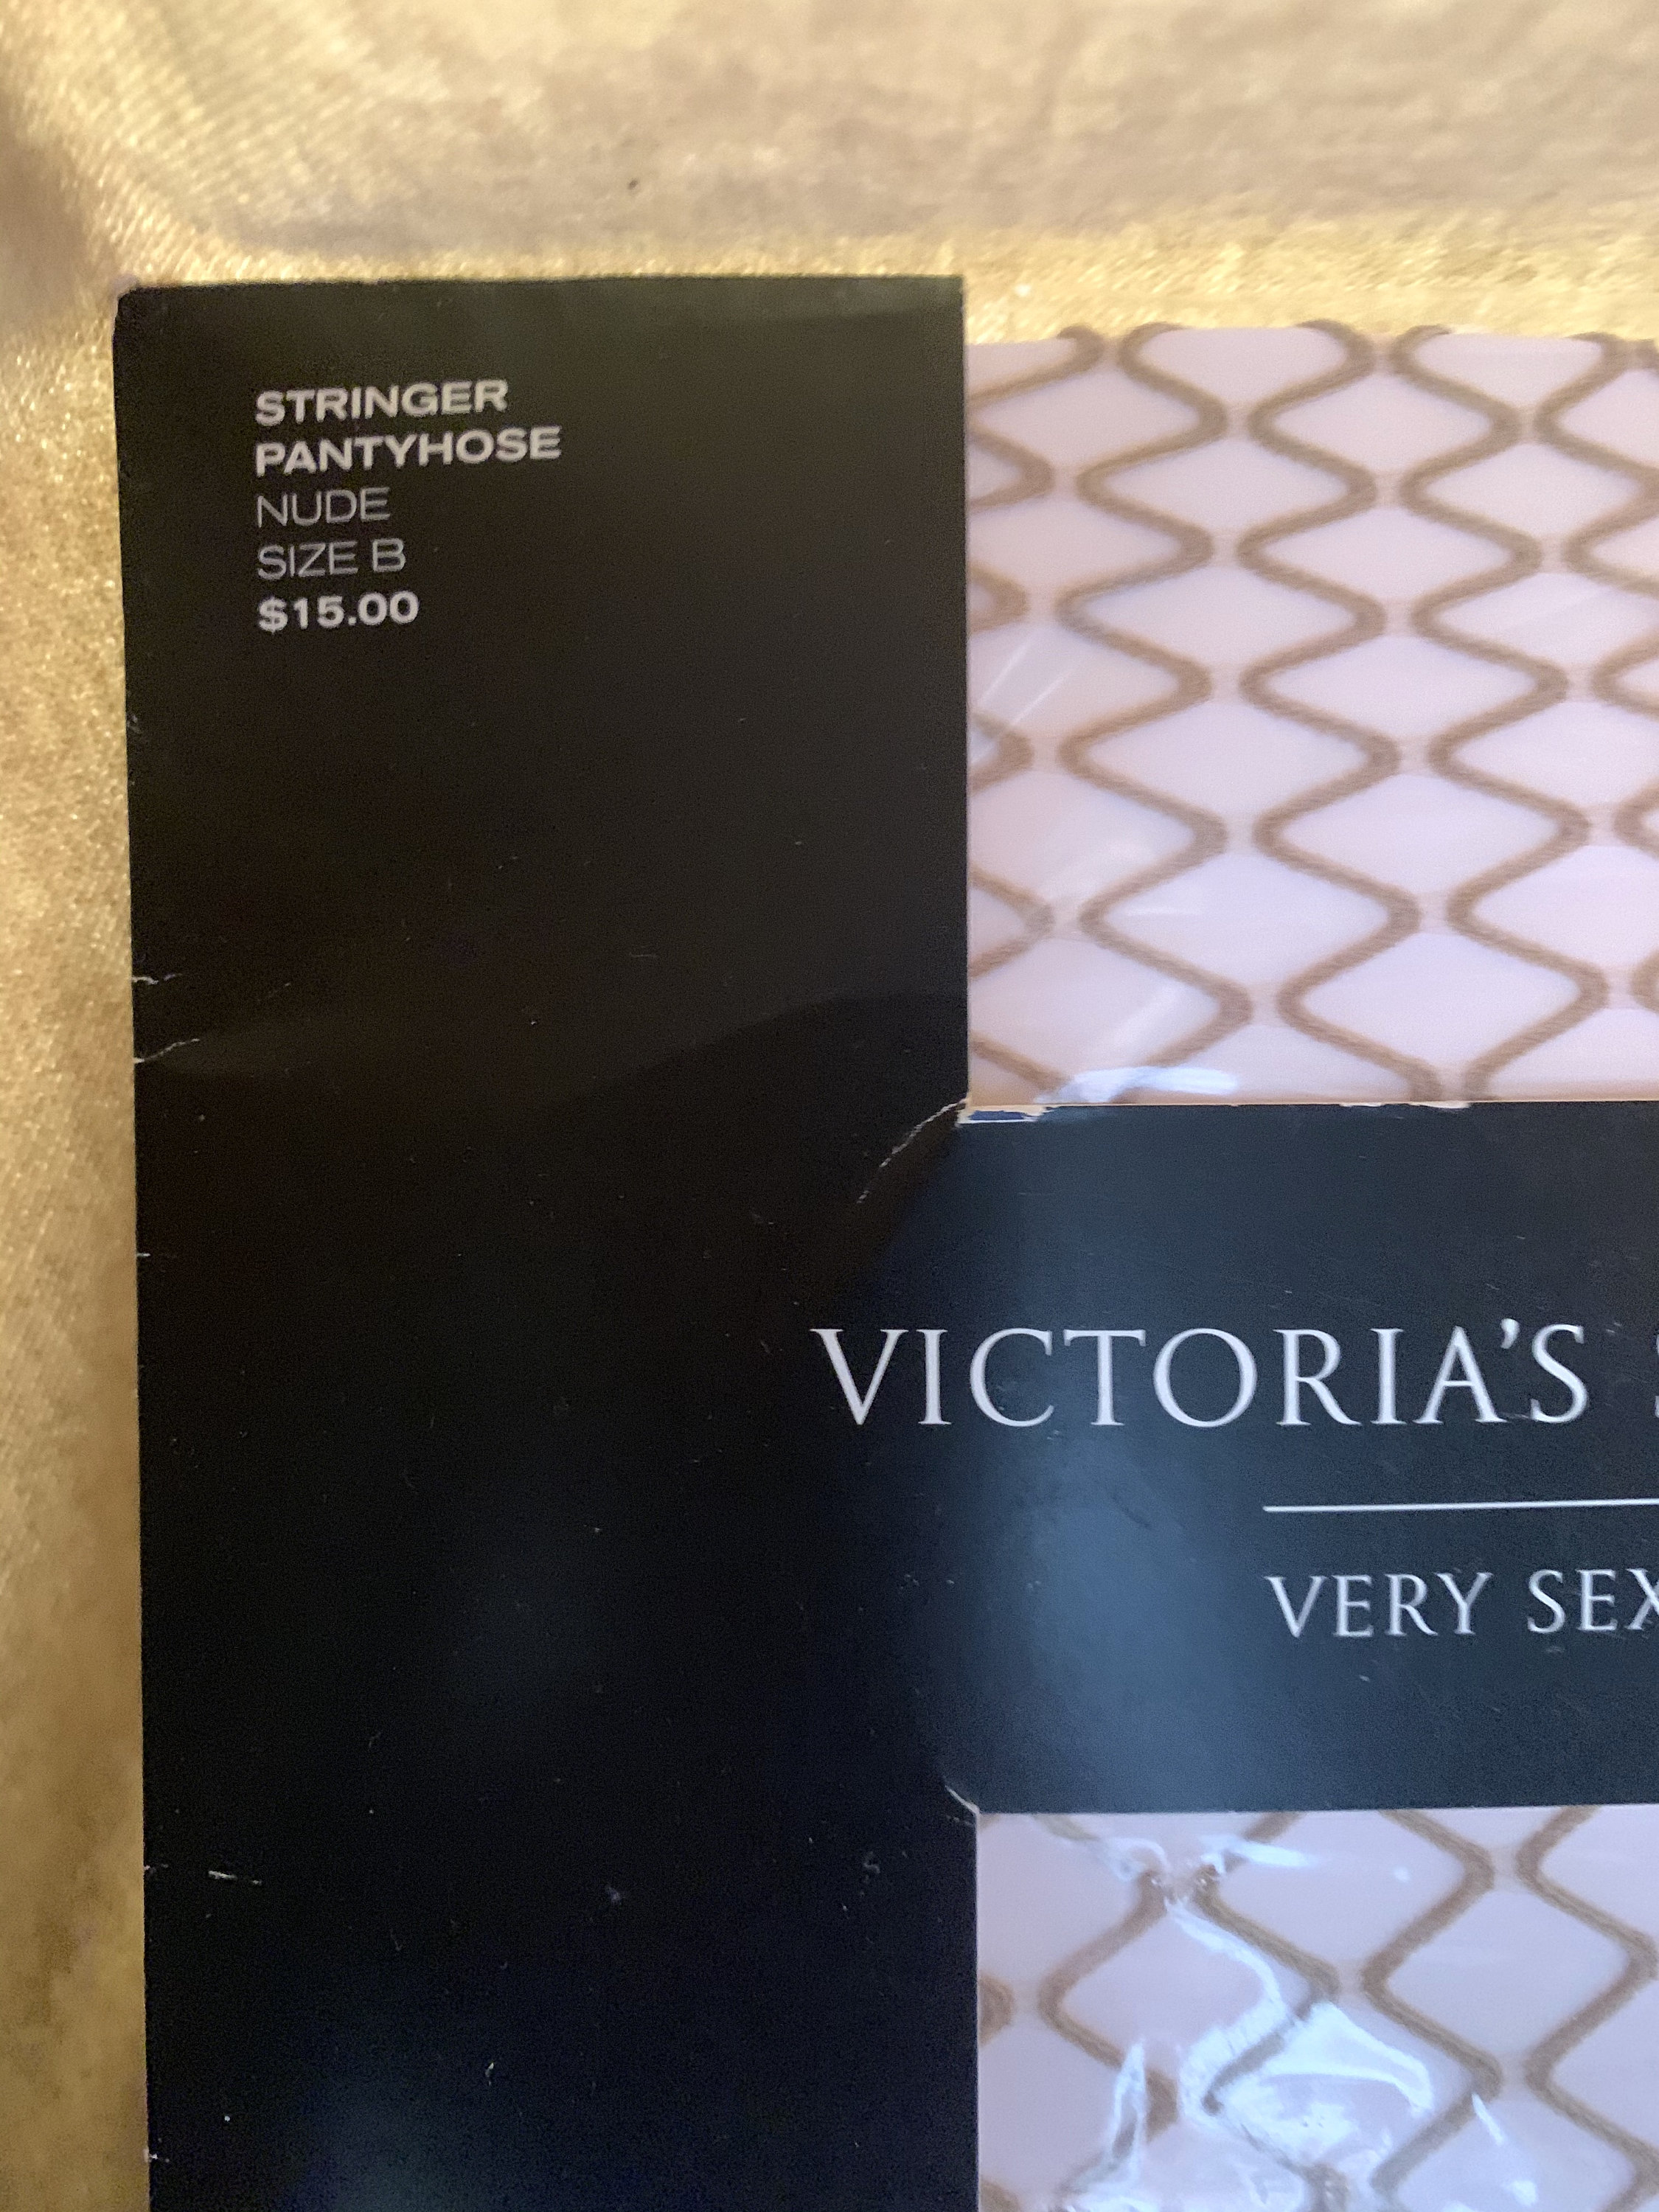 STRINGER
PANTYHOSE
NUDE
SIZE B
$15.00
VICTORIA'S
VERY SEX